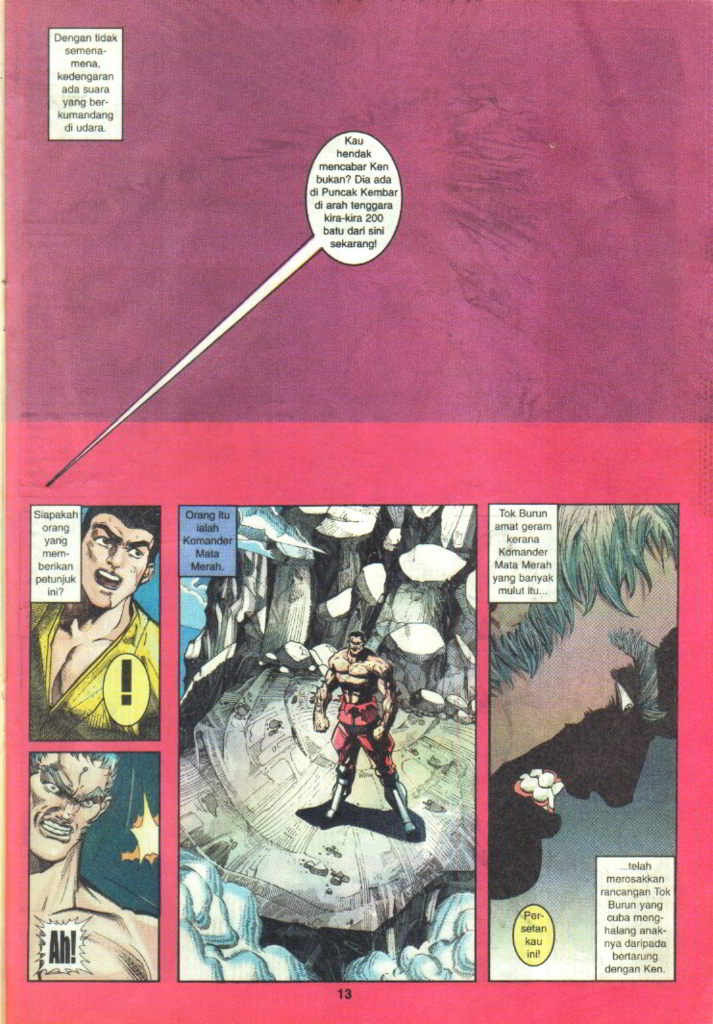 Dengan tidak
semena-
mena,
kedengaran
ada suara
yang ber-
kumandang
di udara.
Kau
hendak
mencabar Ken
bukan? Dia ada
di Puncak Kembar
di arah tenggara
kira-kira 200
batu dari sini
sekarang!
Siapakah
orang
yang
mem-
berikan
petunjuk
ini?
!
Ah!
Orang itu
ialah
Komander
Mata
Merah.
Tok Burun
amat geram
kerana
Komander
Mata Merah
yang banyak
mulut itu...
Per-
setan
kau
ini!
...telah
merosakkan
rancangan Tok
Burun yang
cuba meng-
halang anak-
nya daripada
bertarung
dengan Ken.
13